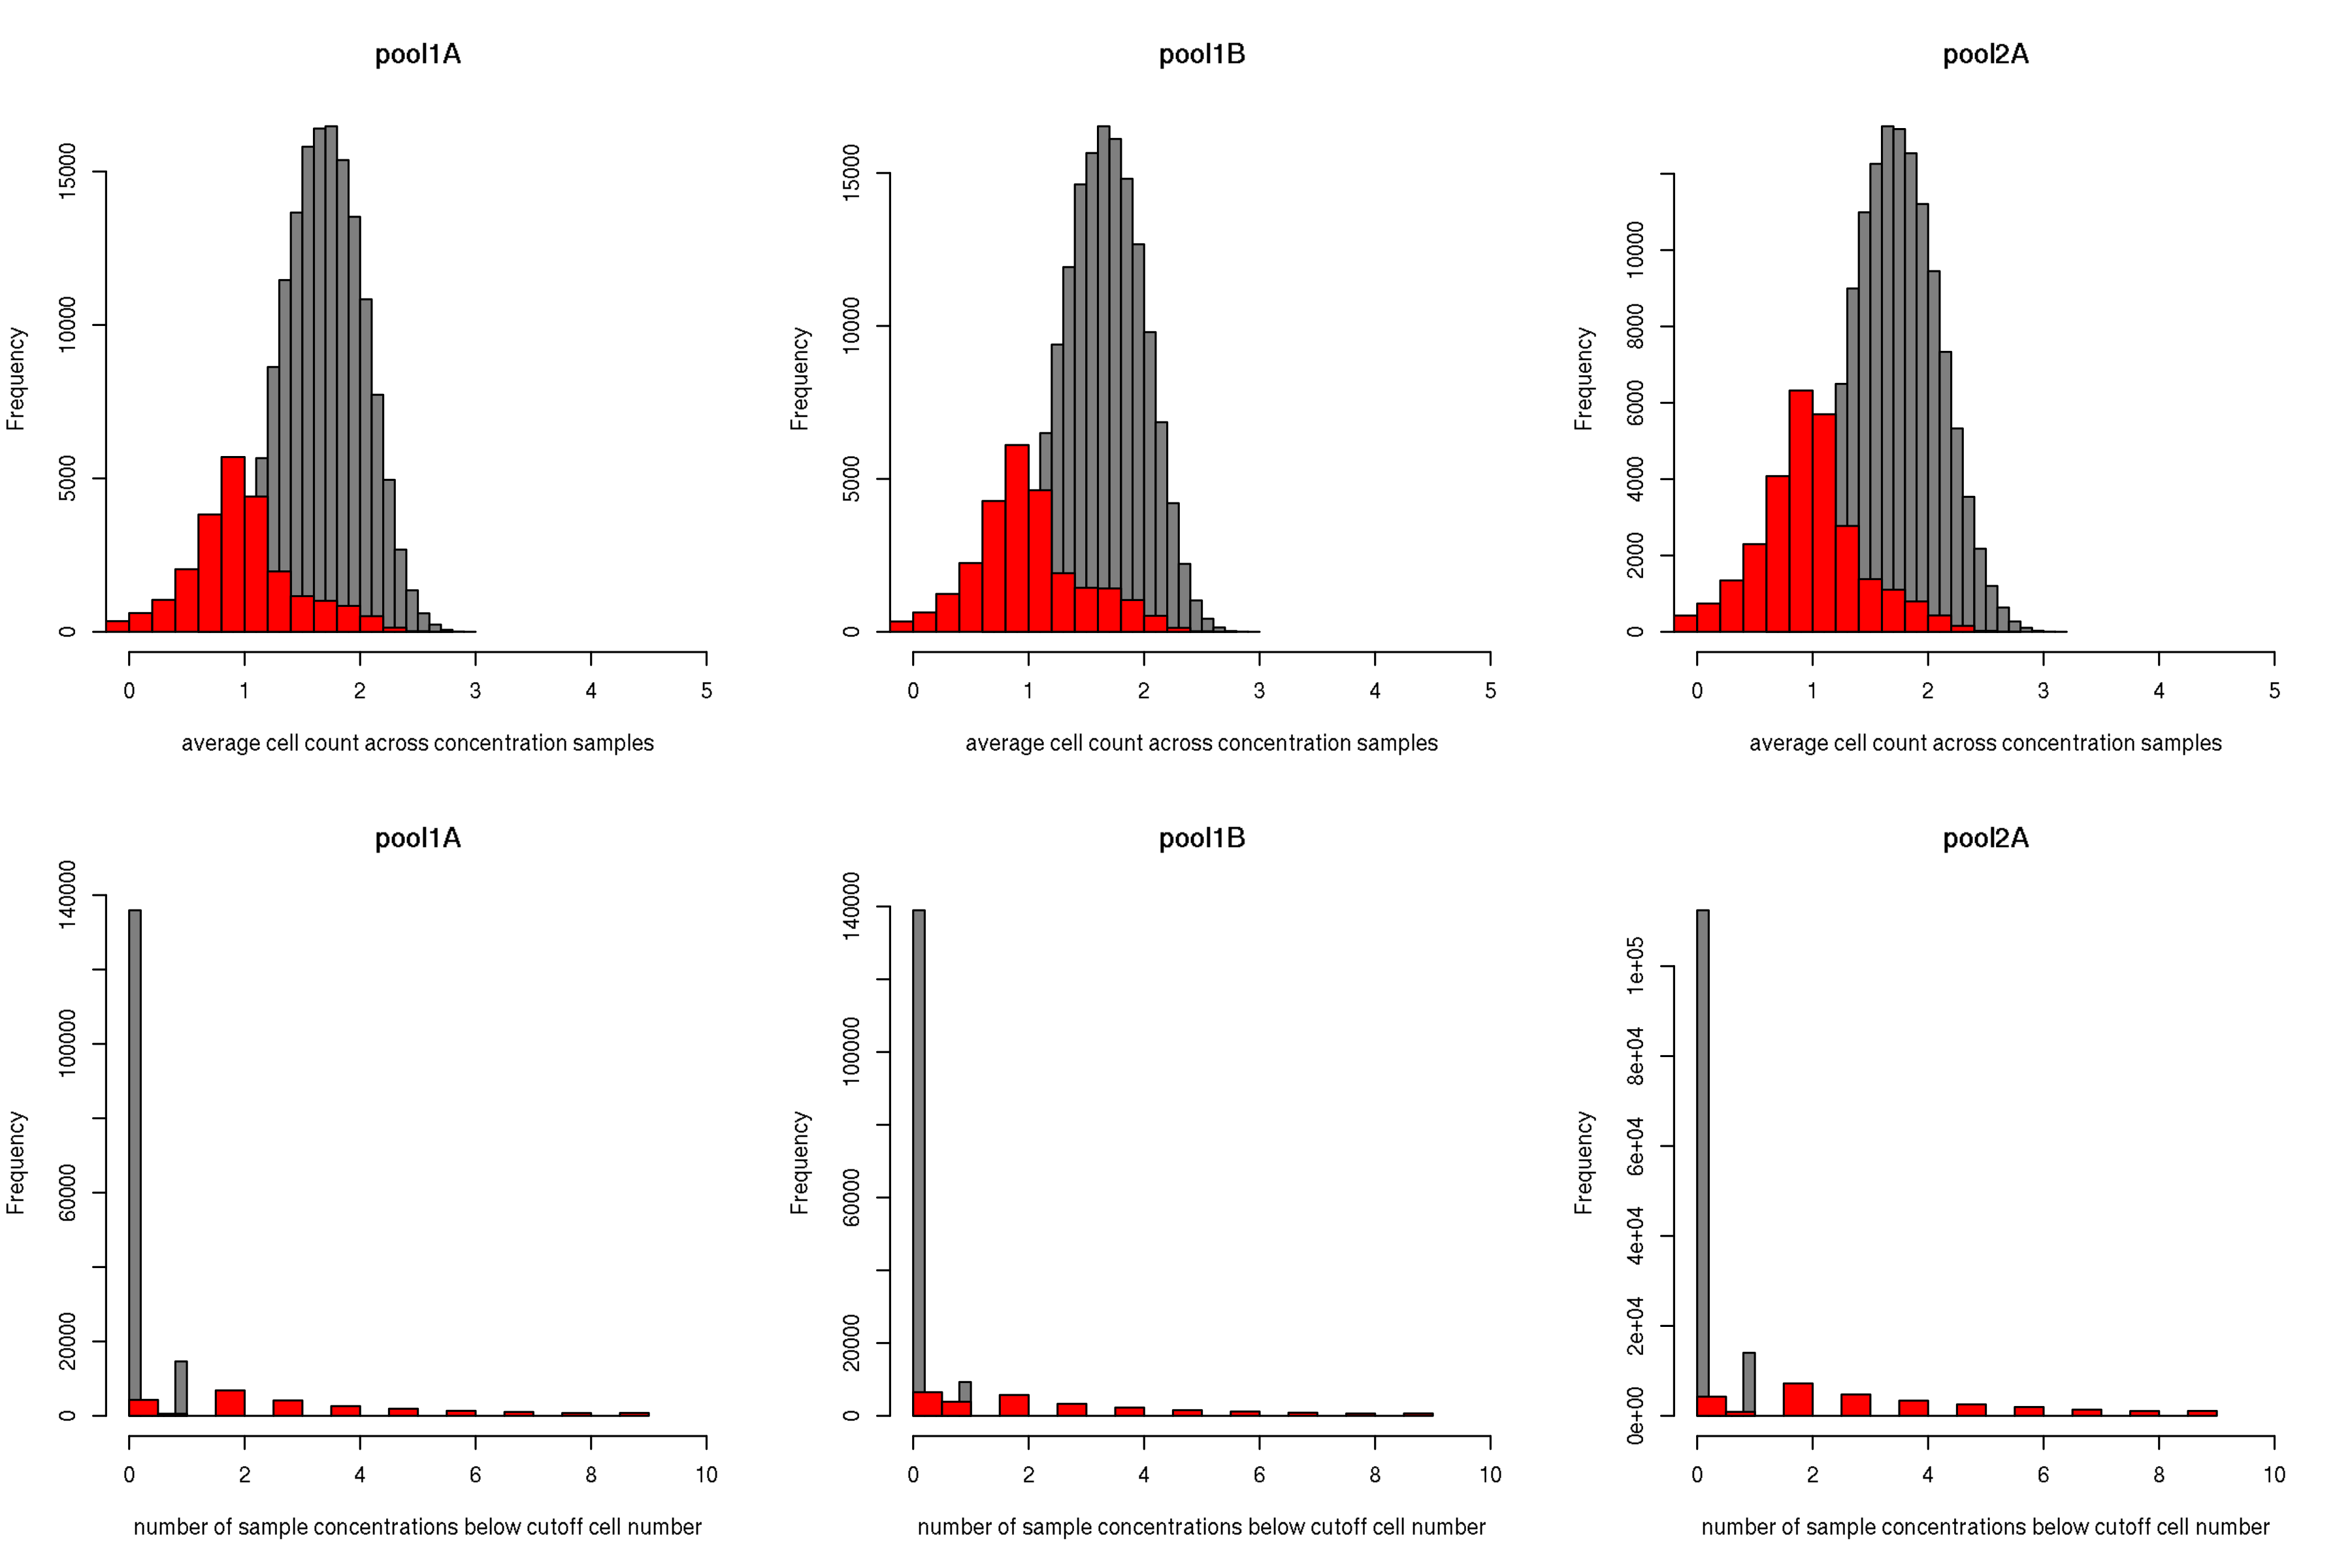 pool1A
pool1B
pool2A
Frequency
0 5000 10000 15000
0 1 2 3 4 5
average cell count across concentration samples
Frequency
0 5000 10000 15000
0 1 2 3 4 5
average cell count across concentration samples
Frequency
0 2000 4000 6000 8000 10000
0 1 2 3 4 5
average cell count across concentration samples
pool1A
pool1B
pool2A
Frequency
0 20000 60000 100000 140000
0 2 4 6 8 10
number of sample concentrations below cutoff cell number
Frequency
0 20000 60000 100000 140000
0 2 4 6 8 10
number of sample concentrations below cutoff cell number
Frequency
0e+00 2e+04 4e+04 6e+04 8e+04 1e+05
0 2 4 6 8 10
number of sample concentrations below cutoff cell number